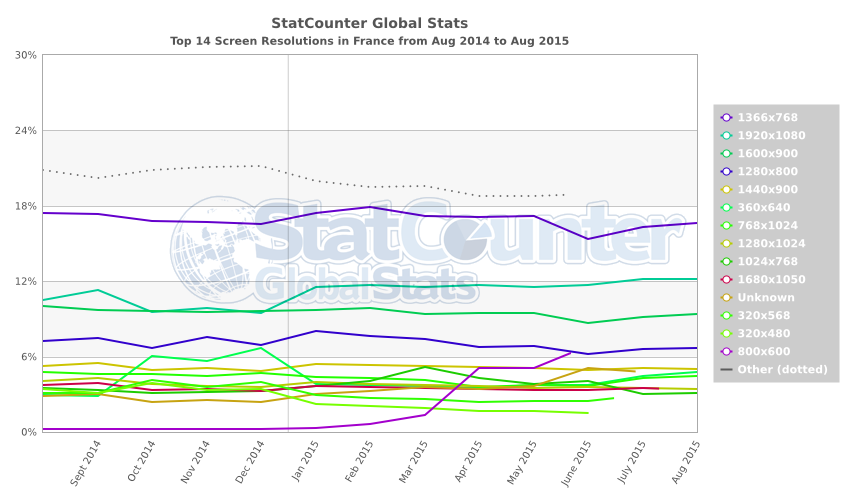 StatCounter Global Stats
Top 14 Screen Resolutions in France from Aug 2014 to Aug 2015
30%
24%
18%
12%
6%
0%
StatCounter
GlobalStats
1366x768
1920x1080
1600x900
1280x800
1440x900
360x640
768x1024
1280x1024
1024x768
1680x1050
Unknown
320x568
320x480
800x600
Other (dotted)
Sept 2014
Oct 2014
Nov 2014
Dec 2014
Jan 2015
Feb 2015
Mar 2015
Apr 2015
May 2015
June 2015
July 2015
Aug 2015